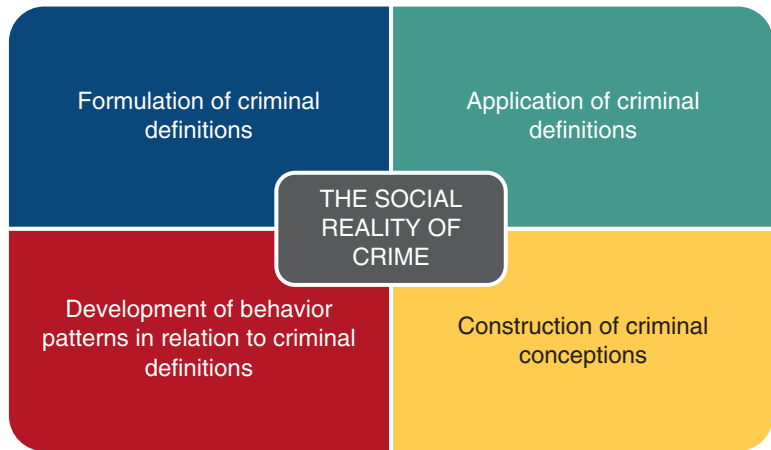 Formulation of criminal
definitions
Application of criminal
definitions
THE SOCIAL
REALITY OF
CRIME
Development of behavior
patterns in relation to criminal
definitions
Construction of criminal
conceptions